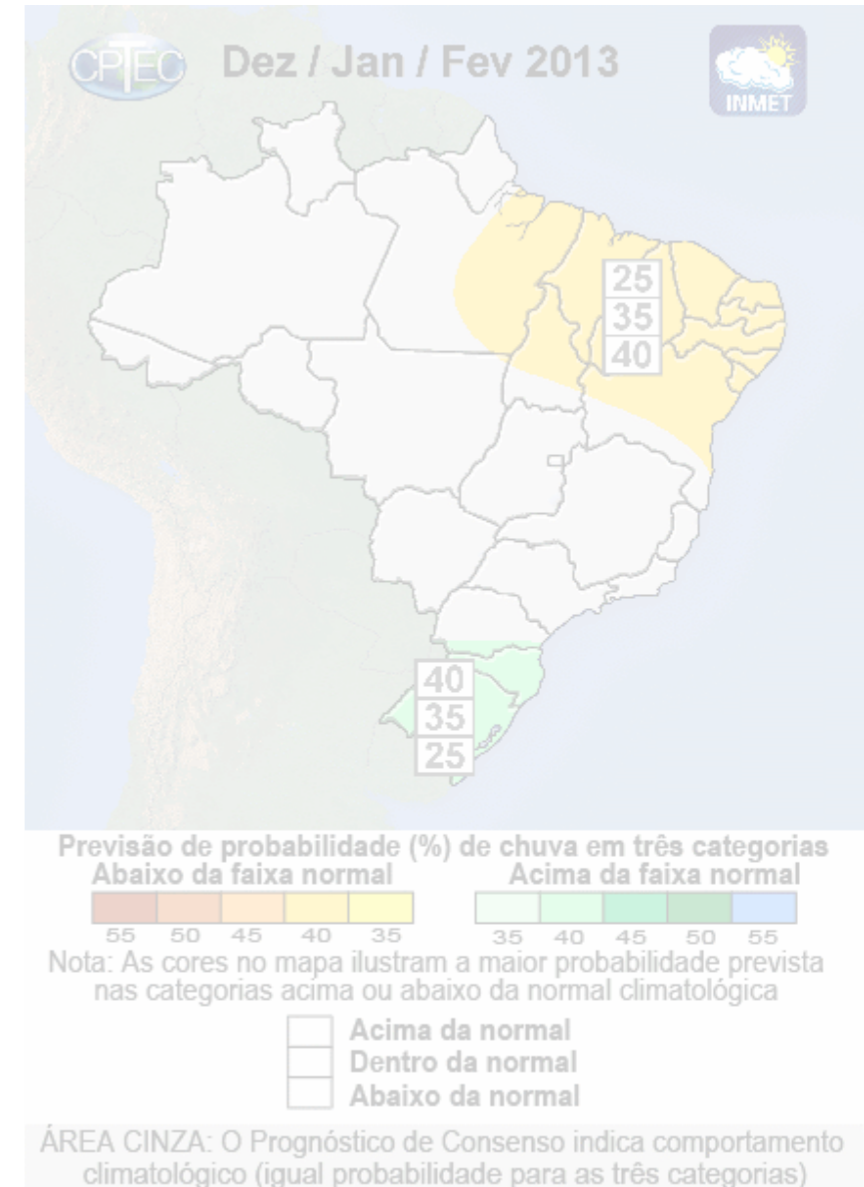 CPTEC
Dez / Jan / Fev 2013
INMET
25
35
40
40
35
25
Previsão de probabilidade (%) de chuva em três categorias
Abaixo da faixa normal Acima da faixa normal
55 50 45 40 35 35 40 45 50 55
Nota: As cores no mapa ilustram a maior probabilidade prevista
nas categorias acima ou abaixo da normal climatológica
Acima da normal
Dentro da normal
Abaixo da normal
ÁREA CINZA: O Prognóstico de Consenso indica comportamento
climatológico (igual probabilidade para as três categorias)